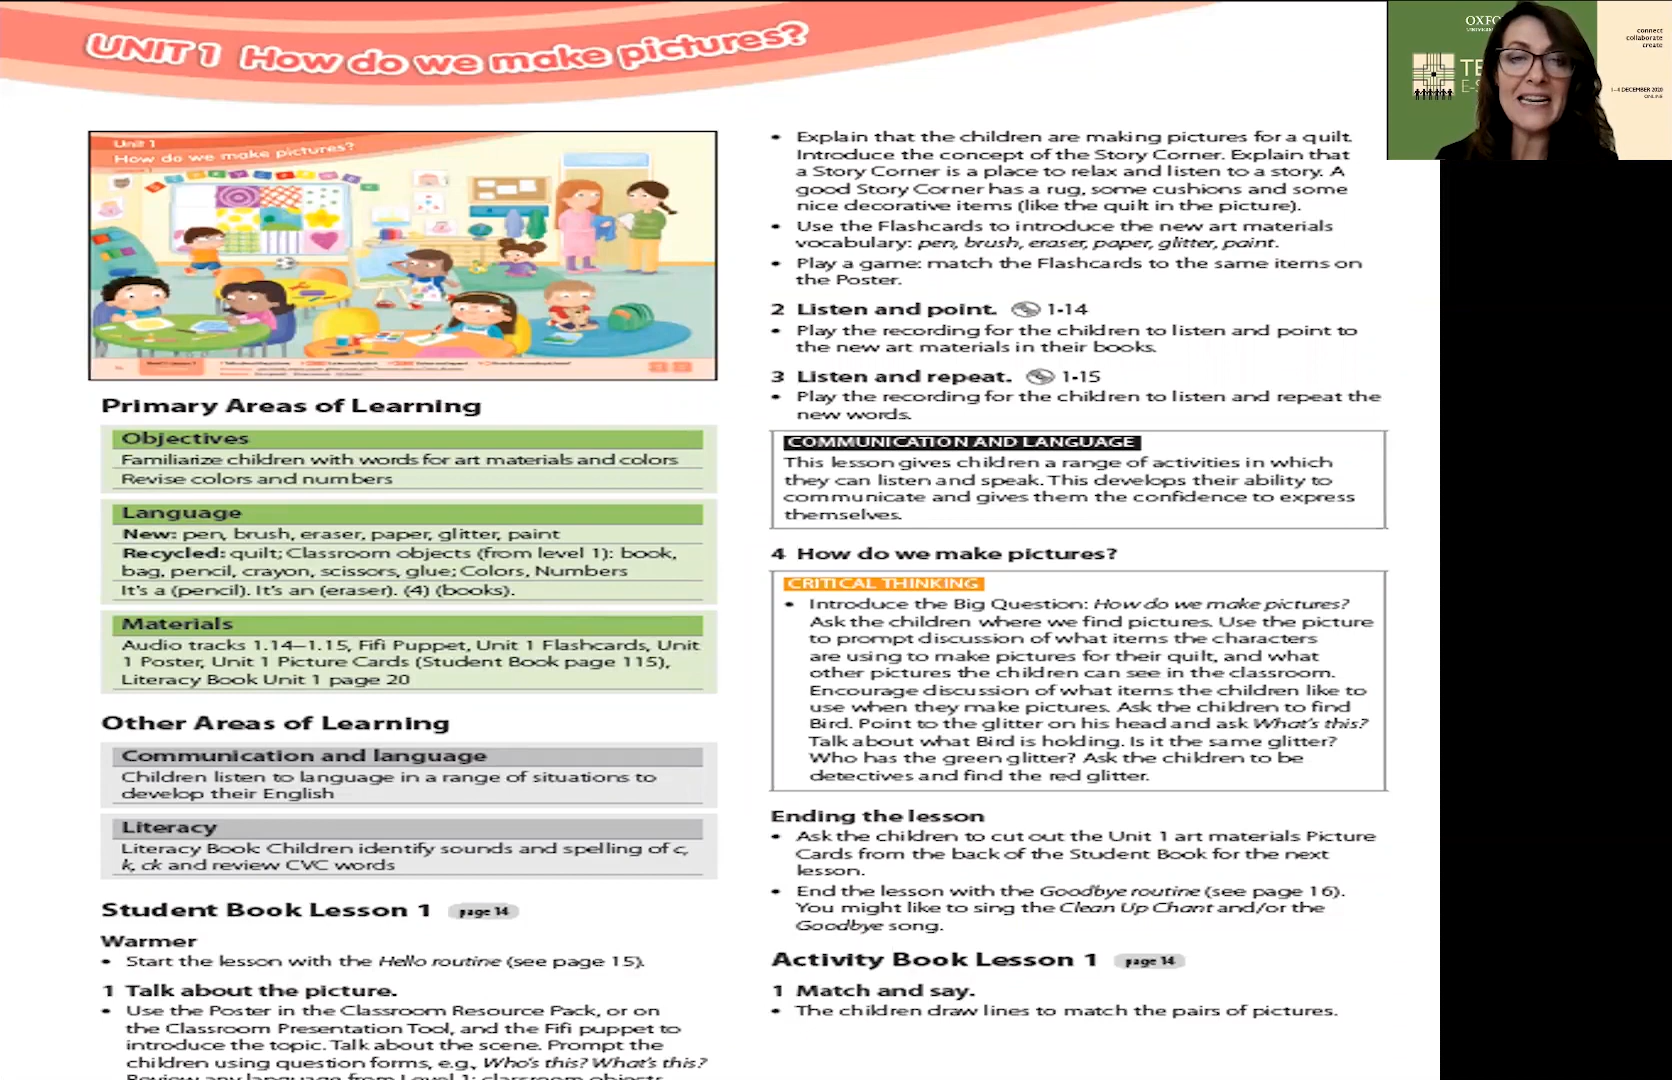 UNIT 1 How do we make pictures?
Unit 1
How do we make pictures?
Primary Areas of Learning
Objectives
Familiarize children with words for art materials and colors
Revise colors and numbers
Language
New: pen, brush, eraser, paper, glitter, paint
Recycled: quilt; Classroom objects (from level 1): book,
bag, pencil, crayon, scissors, glue; Colors, Numbers
It's a (pencil). It's an (eraser). (4) (books).
Materials
Audio tracks 1.14–1.15, Fifi Puppet, Unit 1 Flashcards, Unit
1 Poster, Unit 1 Picture Cards (Student Book page 115),
Literacy Book Unit 1 page 20
Other Areas of Learning
Communication and language
Children listen to language in a range of situations to
develop their English
Literacy
Literacy Book: Children identify sounds and spelling of c,
k, ck and review CVC words
Student Book Lesson 1 page 14
Warmer
• Start the lesson with the Hello routine (see page 15).
1 Talk about the picture.
• Use the Poster in the Classroom Resource Pack, or on
the Classroom Presentation Tool, and the Fifi puppet to
introduce the topic. Talk about the scene. Prompt the
children using question forms, e.g., Who's this? What's this?
Review any language from Level 1: classroom objects
• Explain that the children are making pictures for a quilt.
Introduce the concept of the Story Corner. Explain that
a Story Corner is a place to relax and listen to a story. A
good Story Corner has a rug, some cushions and some
nice decorative items (like the quilt in the picture).
• Use the Flashcards to introduce the new art materials
vocabulary: pen, brush, eraser, paper, glitter, paint.
• Play a game: match the Flashcards to the same items on
the Poster.
2 Listen and point. 1·14
• Play the recording for the children to listen and point to
the new art materials in their books.
3 Listen and repeat. 1·15
• Play the recording for the children to listen and repeat the
new words.
COMMUNICATION AND LANGUAGE
This lesson gives children a range of activities in which
they can listen and speak. This develops their ability to
communicate and gives them the confidence to express
themselves.
4 How do we make pictures?
CRITICAL THINKING
• Introduce the Big Question: How do we make pictures?
Ask the children where we find pictures. Use the picture
to prompt discussion of what items the characters
are using to make pictures for their quilt, and what
other pictures the children can see in the classroom.
Encourage discussion of what items the children like to
use when they make pictures. Ask the children to find
Bird. Point to the glitter on his head and ask What's this?
Talk about what Bird is holding. Is it the same glitter?
Who has the green glitter? Ask the children to be
detectives and find the red glitter.
Ending the lesson
• Ask the children to cut out the Unit 1 art materials Picture
Cards from the back of the Student Book for the next
lesson.
• End the lesson with the Goodbye routine (see page 16).
You might like to sing the Clean Up Chant and/or the
Goodbye song.
Activity Book Lesson 1 page 14
1 Match and say.
• The children draw lines to match the pairs of pictures.
OXFO
TE
E-S
connect
collaborate
create
1–4 DECEMBER 2020
ONLINE